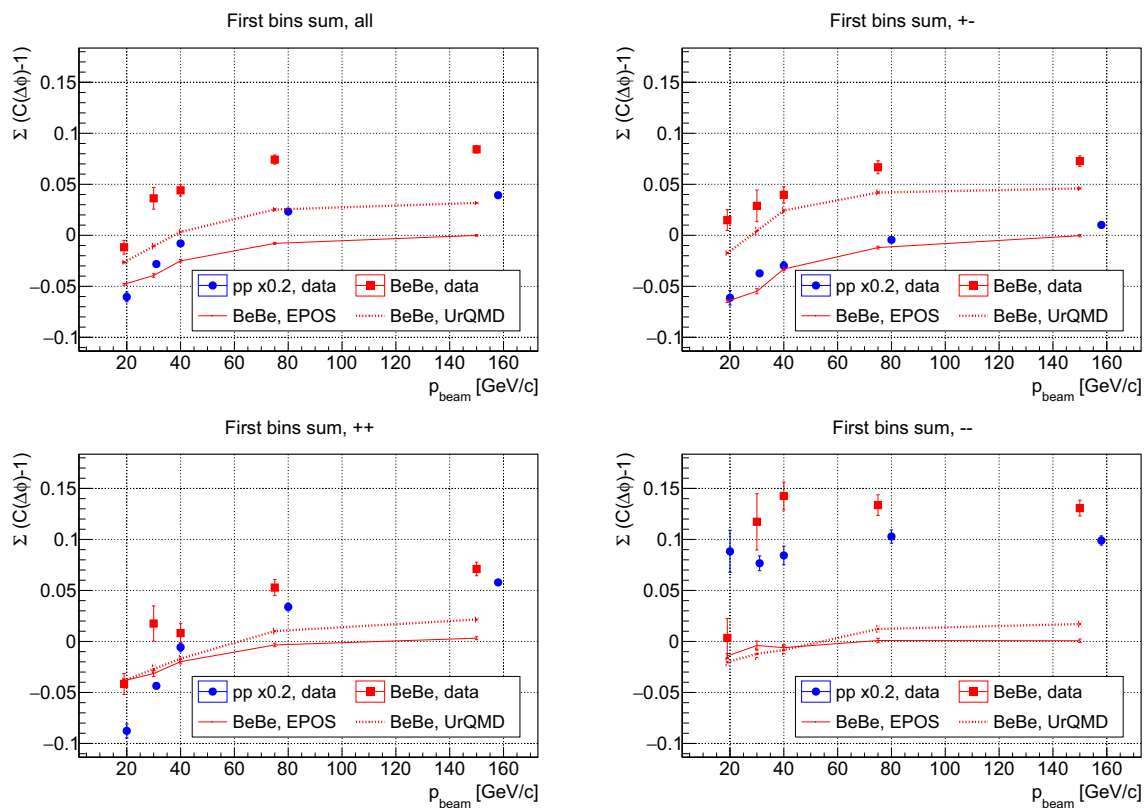 First bins sum, all
Σ (C(Δϕ)-1)
0.15
0.1
0.05
0
−0.05
−0.1
pp x0.2, data BeBe, data
BeBe, EPOS BeBe, UrQMD
20 40 60 80 100 120 140 160
p_beam [GeV/c]
First bins sum, +-
Σ (C(Δϕ)-1)
0.15
0.1
0.05
0
−0.05
−0.1
pp x0.2, data BeBe, data
BeBe, EPOS BeBe, UrQMD
20 40 60 80 100 120 140 160
p_beam [GeV/c]
First bins sum, ++
Σ (C(Δϕ)-1)
0.15
0.1
0.05
0
−0.05
−0.1
pp x0.2, data BeBe, data
BeBe, EPOS BeBe, UrQMD
20 40 60 80 100 120 140 160
p_beam [GeV/c]
First bins sum, --
Σ (C(Δϕ)-1)
0.15
0.1
0.05
0
−0.05
−0.1
pp x0.2, data BeBe, data
BeBe, EPOS BeBe, UrQMD
20 40 60 80 100 120 140 160
p_beam [GeV/c]